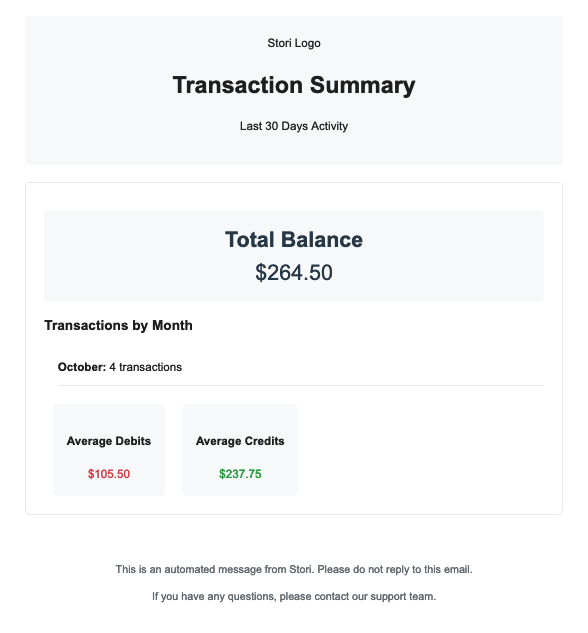 Stori Logo
Transaction Summary
Last 30 Days Activity
Total Balance
$264.50
Transactions by Month
October: 4 transactions
Average Debits
$105.50
Average Credits
$237.75
This is an automated message from Stori. Please do not reply to this email.
If you have any questions, please contact our support team.